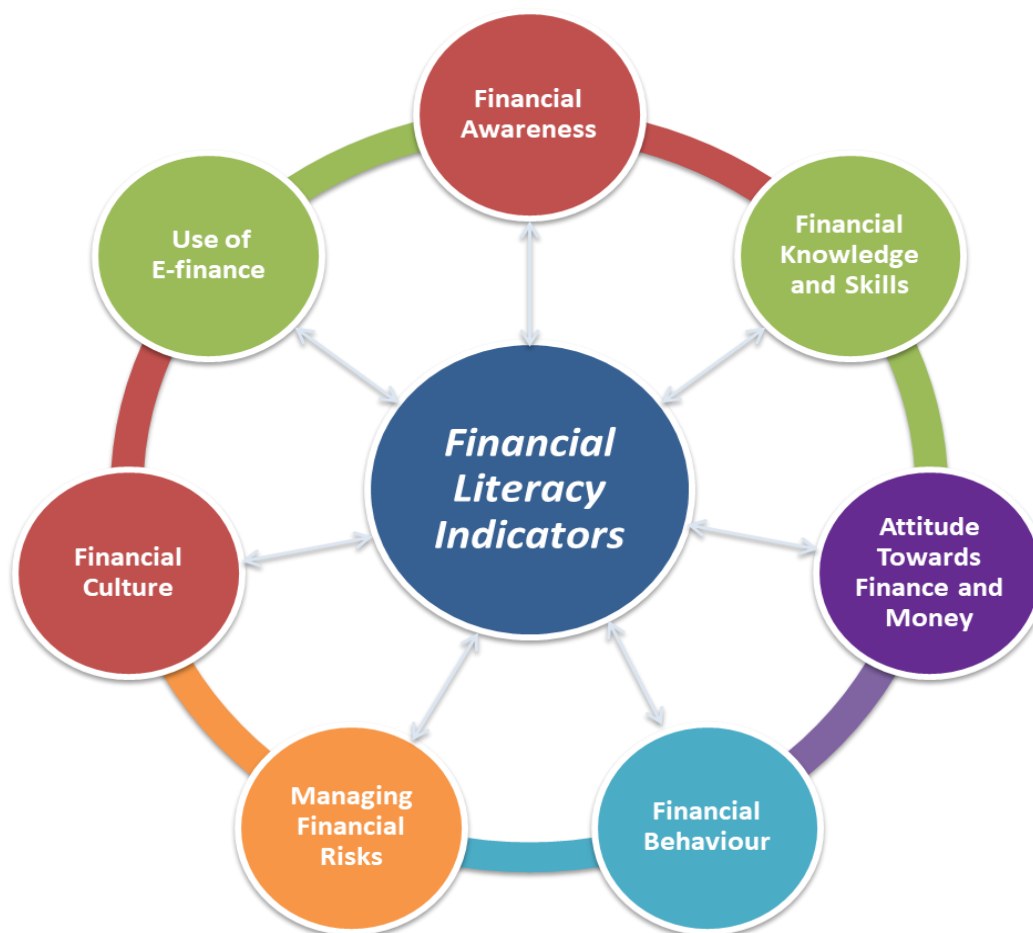 Financial
Awareness
Financial
Knowledge
and Skills
Attitude
Towards
Finance and
Money
Financial
Behaviour
Managing
Financial
Risks
Financial
Culture
Use of
E-finance
Financial
Literacy
Indicators